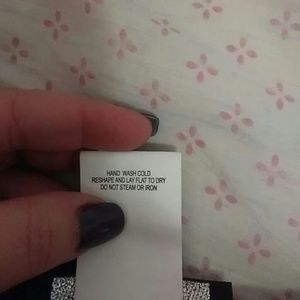 HAND WASH COLD
RESHAPE AND LAY FLAT TO DRY
DO NOT STEAM OR IRON